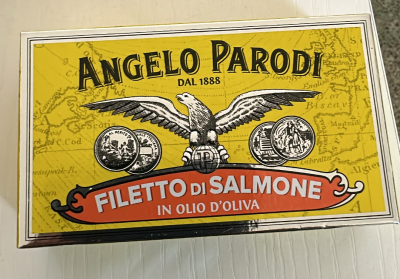 ANGELO PARODI
DAL 1888
FILETTO DI SALMONE
IN OLIO D'OLIVA